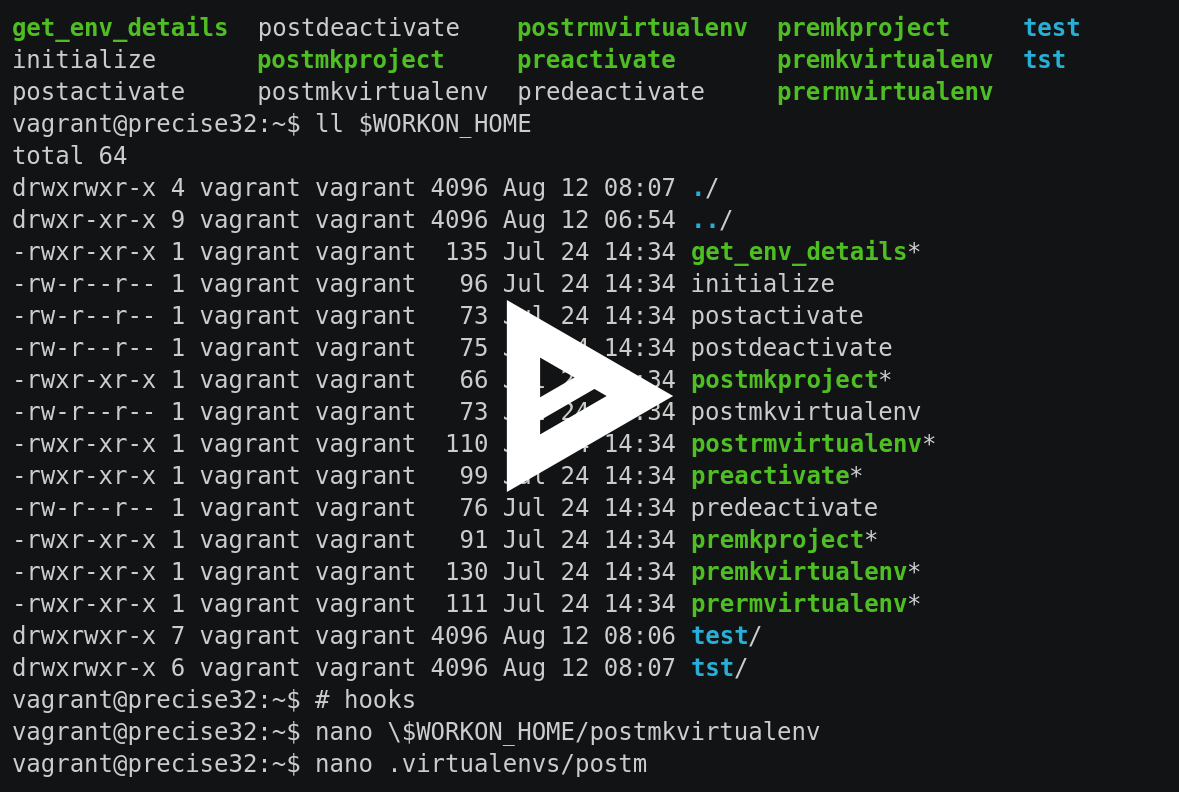 get_env_details  postdeactivate    postrmvirtualenv  premkproject     test
initialize       postmkproject     preactivate       premkvirtualenv  tst
postactivate     postmkvirtualenv  predeactivate     prermvirtualenv
vagrant@precise32:~$ ll $WORKON_HOME
total 64
drwxrwxr-x 4 vagrant vagrant 4096 Aug 12 08:07 ./
drwxr-xr-x 9 vagrant vagrant 4096 Aug 12 06:54 ../
-rwxr-xr-x 1 vagrant vagrant  135 Jul 24 14:34 get_env_details*
-rw-r--r-- 1 vagrant vagrant   96 Jul 24 14:34 initialize
-rw-r--r-- 1 vagrant vagrant   73 Jul 24 14:34 postactivate
-rw-r--r-- 1 vagrant vagrant   75 14:34 postdeactivate
-rwxr-xr-x 1 vagrant vagrant   66 postmkproject*
-rw-r--r-- 1 vagrant vagrant   73 24 postmkvirtualenv
-rwxr-xr-x 1 vagrant vagrant  110 14:34 postrmvirtualenv*
-rwxr-xr-x 1 vagrant vagrant   99 Jul 24 14:34 preactivate*
-rw-r--r-- 1 vagrant vagrant   76 Jul 24 14:34 predeactivate
-rwxr-xr-x 1 vagrant vagrant   91 Jul 24 14:34 premkproject*
-rwxr-xr-x 1 vagrant vagrant  130 Jul 24 14:34 premkvirtualenv*
-rwxr-xr-x 1 vagrant vagrant  111 Jul 24 14:34 prermvirtualenv*
drwxrwxr-x 7 vagrant vagrant 4096 Aug 12 08:06 test/
drwxrwxr-x 6 vagrant vagrant 4096 Aug 12 08:07 tst/
vagrant@precise32:~$ # hooks
vagrant@precise32:~$ nano \$WORKON_HOME/postmkvirtualenv
vagrant@precise32:~$ nano .virtualenvs/postm